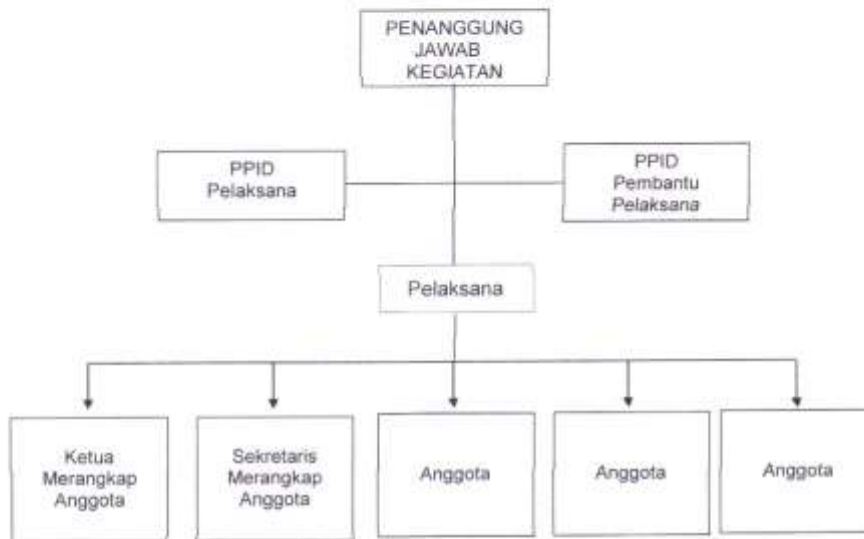 PENANGGUNG
JAWAB
KEGIATAN
PPID
Pelaksana
PPID
Pembantu
Pelaksana
Pelaksana
Ketua
Merangkap
Anggota
Sekretaris
Merangkap
Anggota
Anggota
Anggota
Anggota